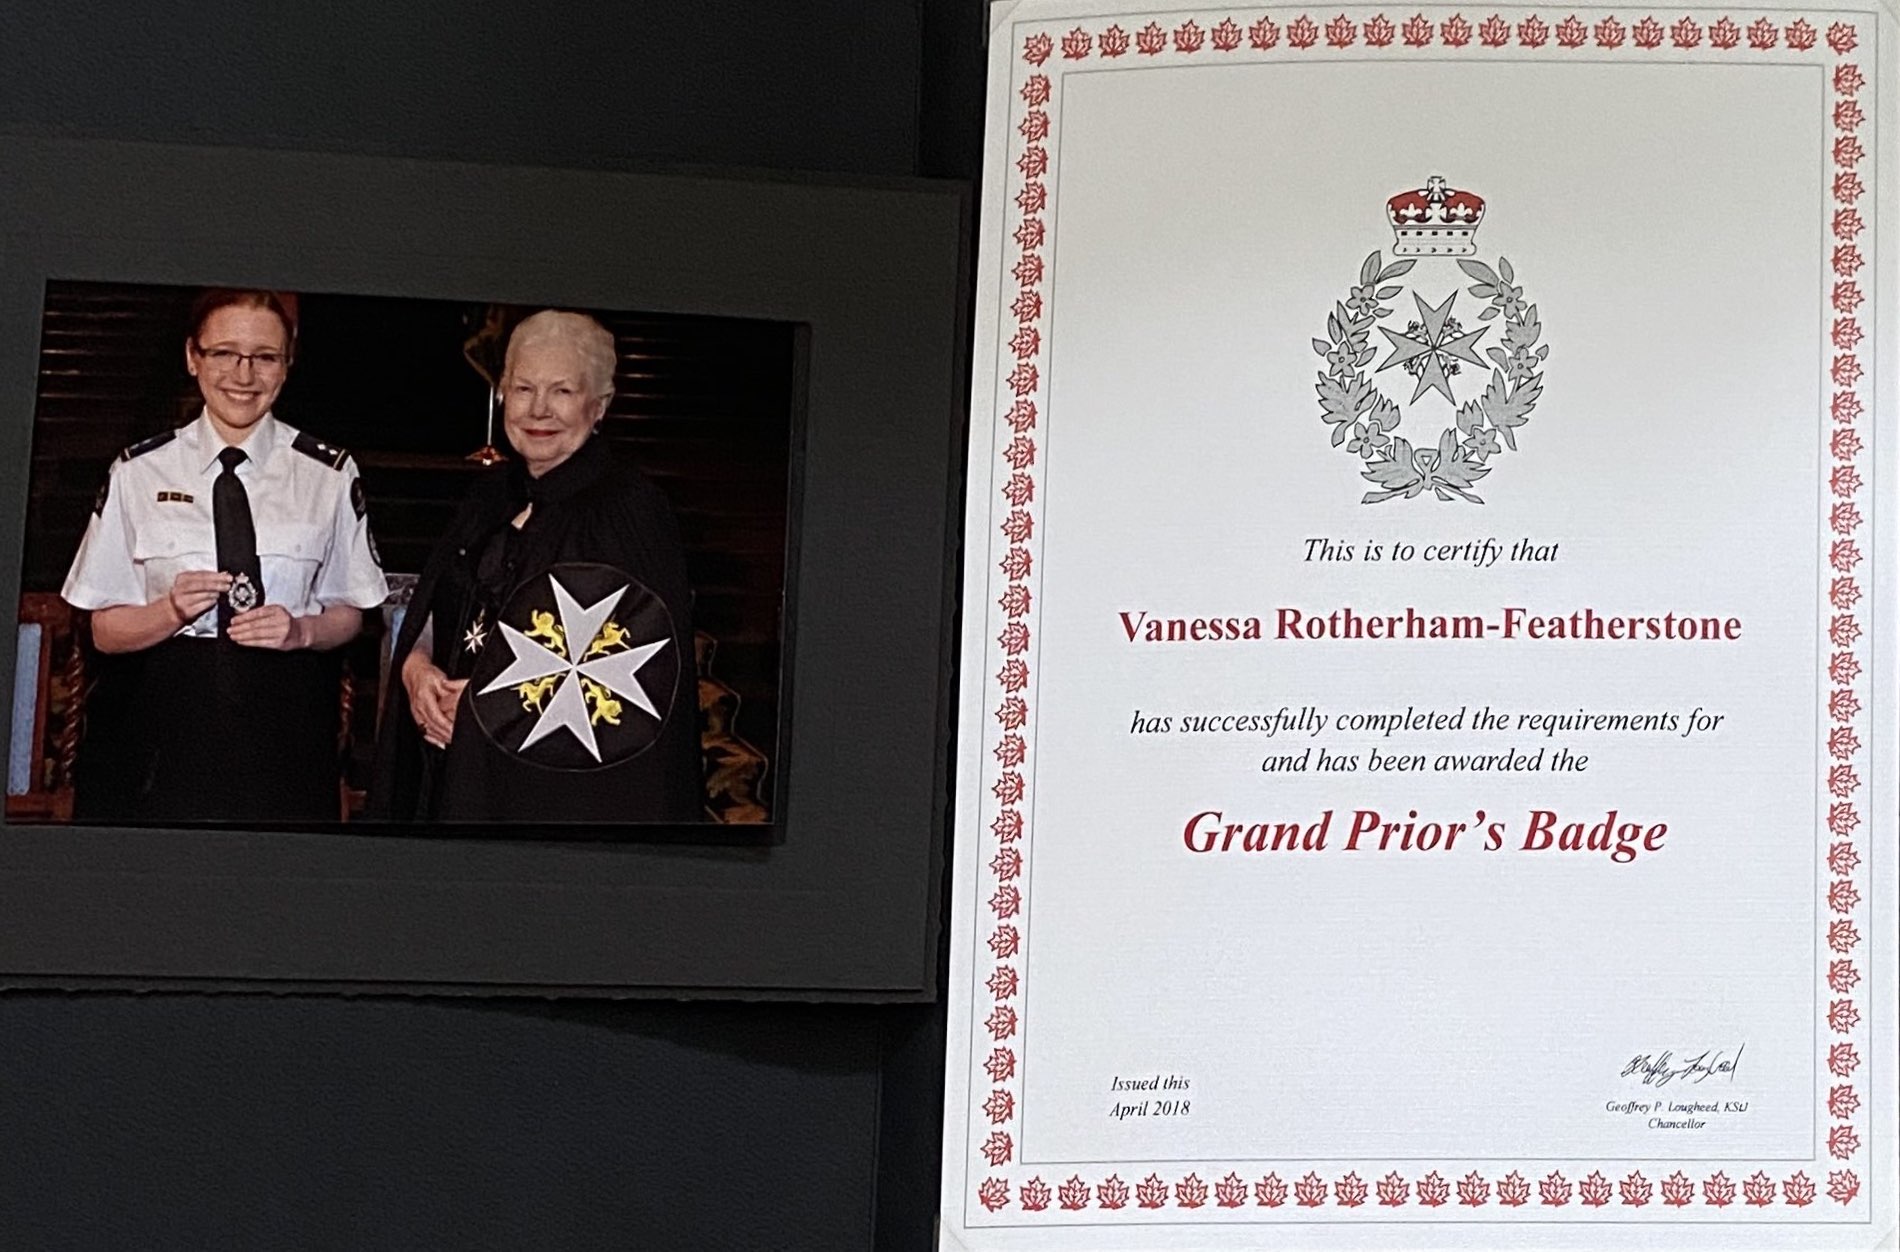 This is to certify that
Vanessa Rotherham-Featherstone
has successfully completed the requirements for
and has been awarded the
Grand Prior's Badge
Issued this
April 2018
Geoffrey P. Lougheed, KStJ
Chancellor